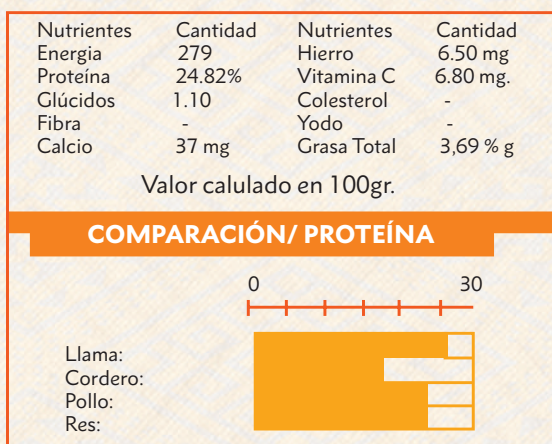 Nutrientes Cantidad Nutrientes Cantidad
Energia 279 Hierro 6.50 mg
Proteína 24.82% Vitamina C 6.80 mg.
Glúcidos 1.10 Colesterol -
Fibra - Yodo -
Calcio 37 mg Grasa Total 3,69 % g
Valor calulado en 100gr.
COMPARACIÓN/ PROTEÍNA
0 30
Llama:
Cordero:
Pollo:
Res: